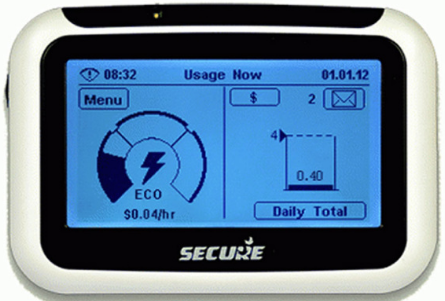 08:32 Usage Now 01.01.12
Menu
$ 2
4
0.40
ECO
$0.04/hr
Daily Total
SECURE